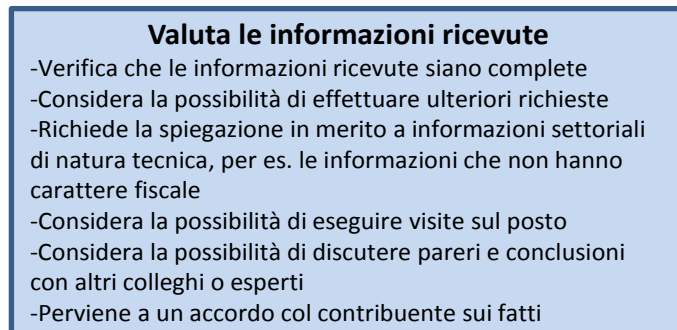 Valuta le informazioni ricevute
-Verifica che le informazioni ricevute siano complete
-Considera la possibilità di effettuare ulteriori richieste
-Richiede la spiegazione in merito a informazioni settoriali
di natura tecnica, per es. le informazioni che non hanno
carattere fiscale
-Considera la possibilità di eseguire visite sul posto
-Considera la possibilità di discutere pareri e conclusioni
con altri colleghi o esperti
-Perviene a un accordo col contribuente sui fatti